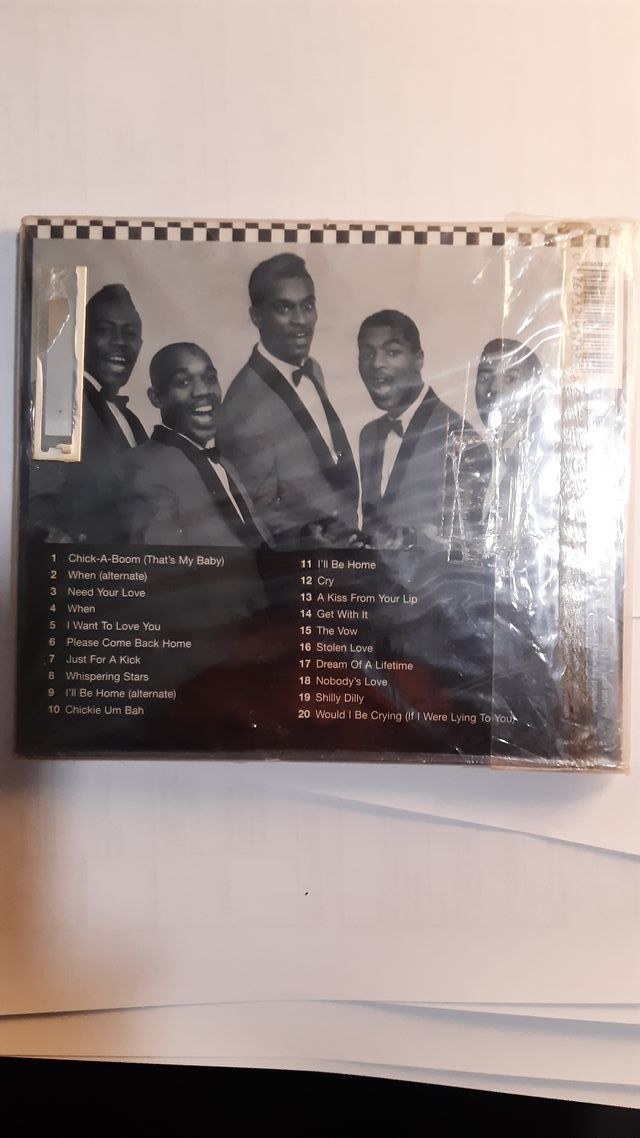 1 Chick-A-Boom (That's My Baby)
2 When (alternate)
3 Need Your Love
4 When
5 I Want To Love You
6 Please Come Back Home
7 Just For A Kick
8 Whispering Stars
9 I'll Be Home (alternate)
10 Chickie Um Bah
11 I'll Be Home
12 Cry
13 A Kiss From Your Lip
14 Get With It
15 The Vow
16 Stolen Love
17 Dream Of A Lifetime
18 Nobody's Love
19 Shilly Dilly
20 Would I Be Crying (If I Were Lying To You)